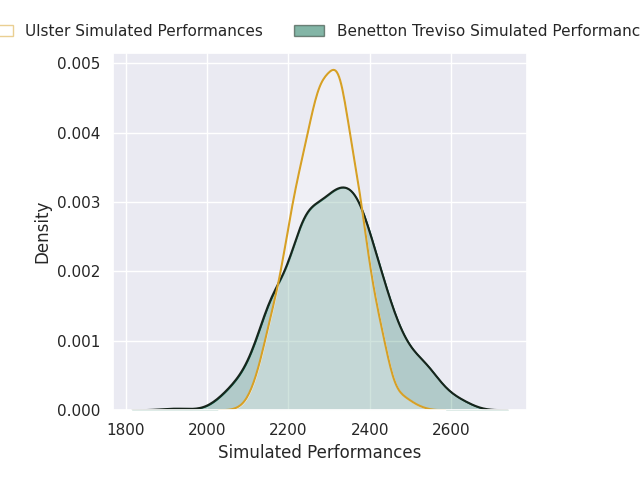 Ulster Simulated Performances
Benetton Treviso Simulated Performanc
0.005
0.004
0.003
0.002
0.001
0.000
Density
1800 2000 2200 2400 2600
Simulated Performances